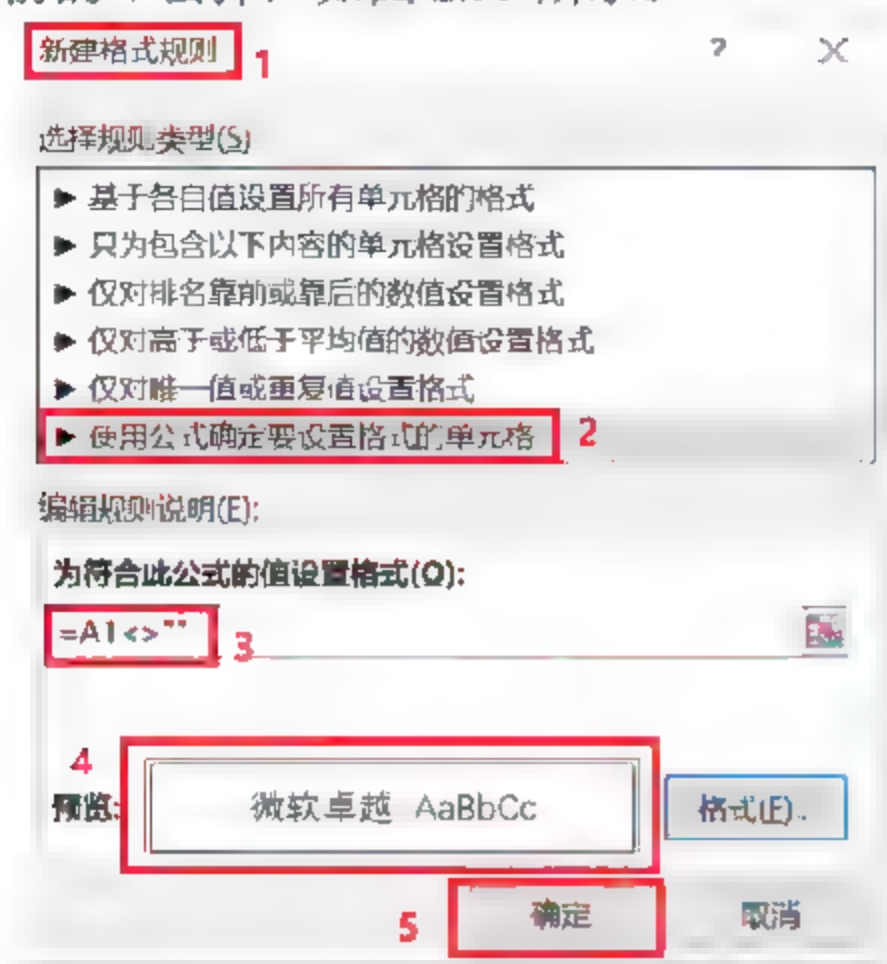 新建格式规则 1 ? X
选择规则类型(S)
► 基于各自值设置所有单元格的格式
► 只为包含以下内容的单元格设置格式
► 仅对排名靠前或靠后的数值设置格式
► 仅对高于或低于平均值的数值设置格式
► 仅对唯一值或重复值设置格式
► 使用公式确定要设置格式的单元格 2
编辑规则说明(E):
为符合此公式的值设置格式(O):
=A1<>"" 3
4
预览: 微软卓越 AaBbCc 格式(F)..
5 确定 取消